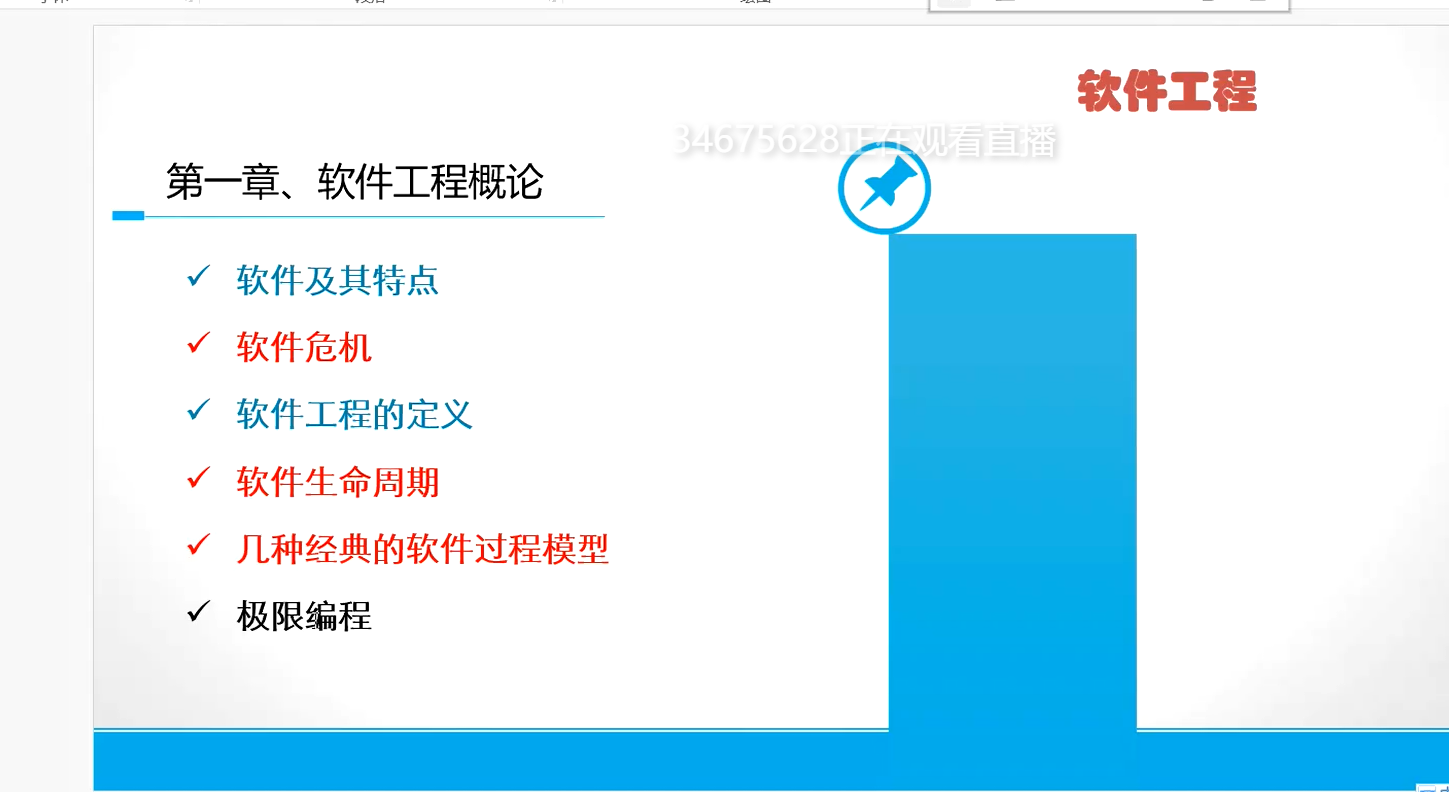 软件工程
34675628正在观看直播
第一章、软件工程概论
软件及其特点
软件危机
软件工程的定义
软件生命周期
几种经典的软件过程模型
极限编程